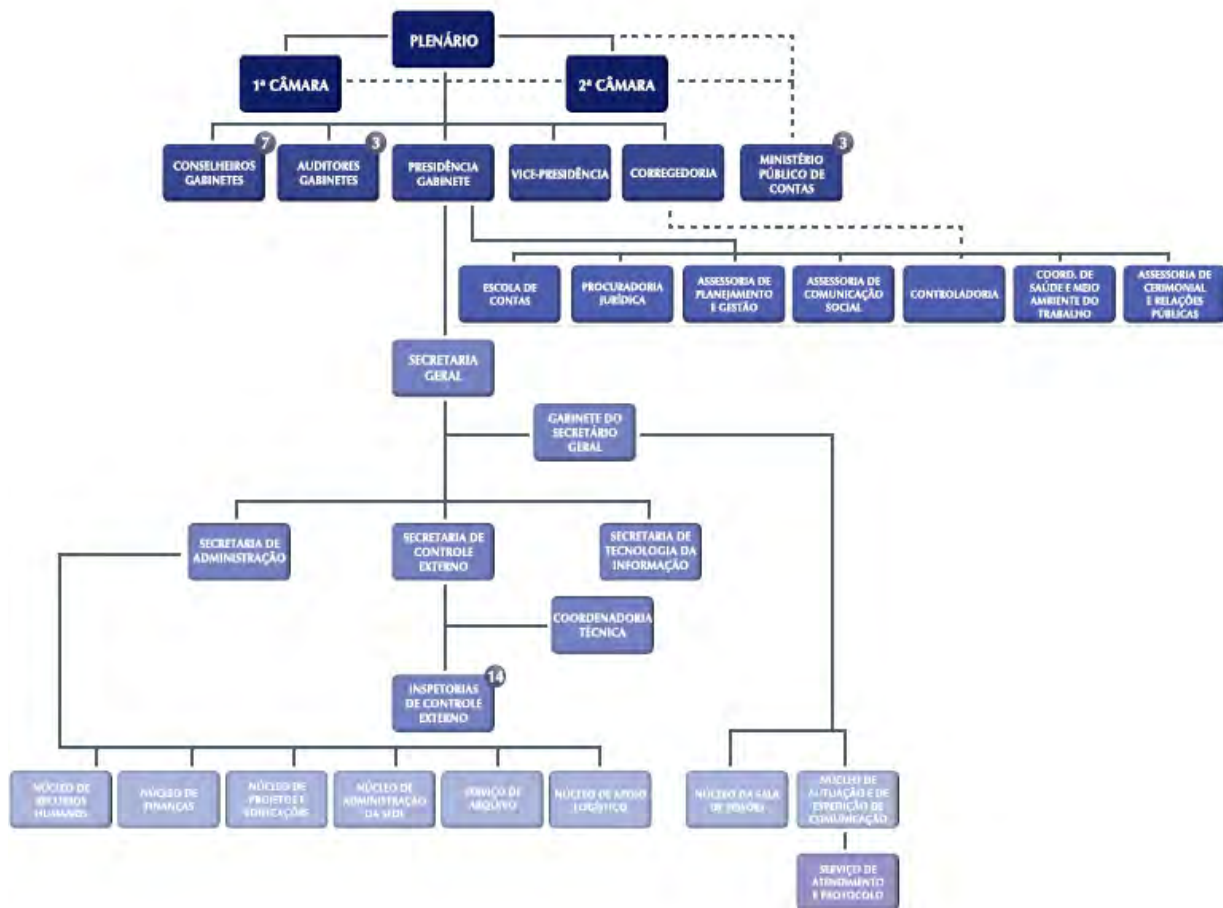 PLENÁRIO
1ª CÂMARA
2ª CÂMARA
7
CONSELHEIROS
GABINETES
3
AUDITORES
GABINETES
PRESIDÊNCIA
GABINETE
VICE-PRESIDÊNCIA
CORREGEDORIA
3
MINISTÉRIO
PÚBLICO DE
CONTAS
ESCOLA DE
CONTAS
PROCURADORIA
JURÍDICA
ASSESSORIA DE
PLANEJAMENTO
E GESTÃO
ASSESSORIA DE
COMUNICAÇÃO
SOCIAL
CONTROLADORIA
COORD. DE
SAÚDE E MEIO
AMBIENTE DO
TRABALHO
ASSESSORIA DE
CERIMONIAL
E RELAÇÕES
PÚBLICAS
SECRETARIA
GERAL
GABINETE DO
SECRETÁRIO
GERAL
SECRETARIA DE
ADMINISTRAÇÃO
SECRETARIA DE
CONTROLE
EXTERNO
SECRETARIA DE
TECNOLOGIA DA
INFORMAÇÃO
COORDENADORIA
TÉCNICA
14
INSPETORIAS
DE CONTROLE
EXTERNO
NÚCLEO DE
RECURSOS
HUMANOS
NÚCLEO DE
FINANÇAS
NÚCLEO DE
PROJETOS E
EDIFICAÇÕES
NÚCLEO DE
ADMINISTRAÇÃO
DA SEDE
SERVIÇO DE
ARQUIVO
NÚCLEO DE APOIO
LOGÍSTICO
NÚCLEO DA SALA
DE SESSÕES
NÚCLEO DE
AUTUAÇÃO E DE
EXPEDIÇÃO DE
COMUNICAÇÃO
SERVIÇO DE
ATENDIMENTO
E PROTOCOLO